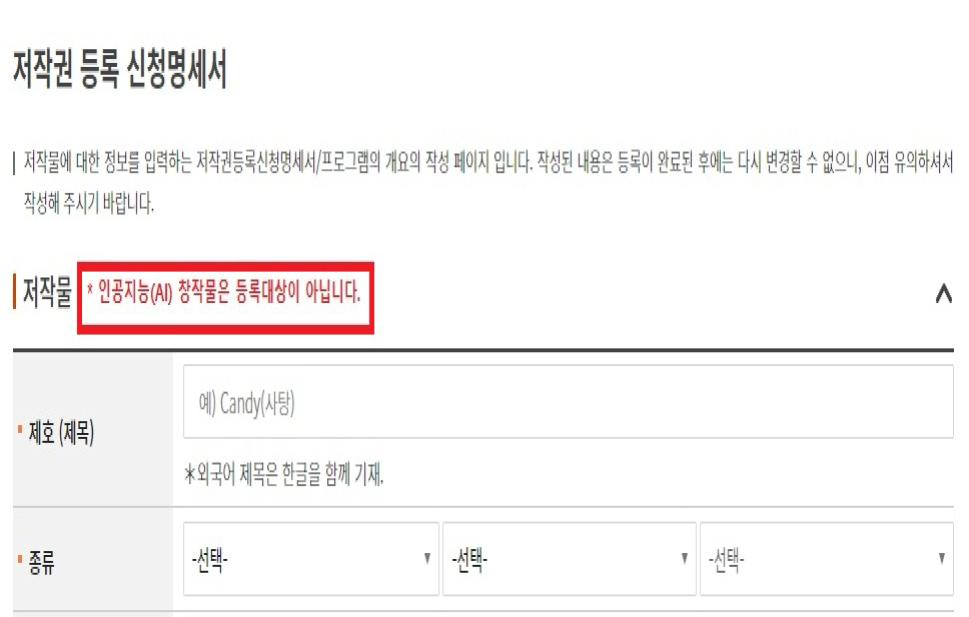 저작권 등록 신청명세서
저작물에 대한 정보를 입력하는 저작권등록신청명세서/프로그램의 개요의 작성 페이지 입니다. 작성된 내용은 등록이 완료된 후에는 다시 변경할 수 없으니, 이점 유의하셔서
작성해 주시기 바랍니다.
저작물 * 인공지능(AI) 창작물은 등록대상이 아닙니다.
예) Candy(사탕)
제호 (제목)
*외국어 제목은 한글을 함께 기재.
종류 -선택- -선택- -선택-